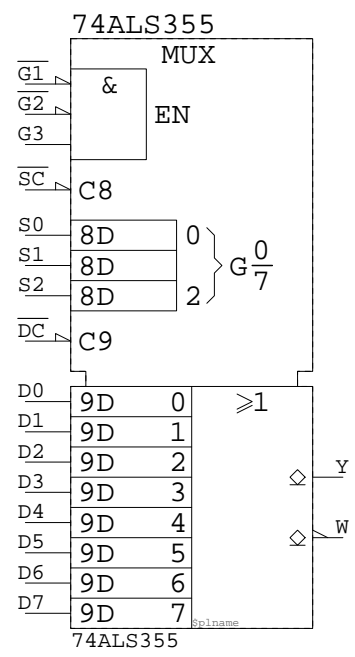 74ALS355
MUX
G1
&
G2
EN
G3
SC
C8
S0
8D 0
S1
8D
G 0/7
S2
8D 2
DC
C9
D0
9D 0 ⩾1
D1
9D 1
D2
9D 2
Y
D3
9D 3
D4
9D 4
W
D5
9D 5
D6
9D 6
D7
9D 7
$plname
74ALS355